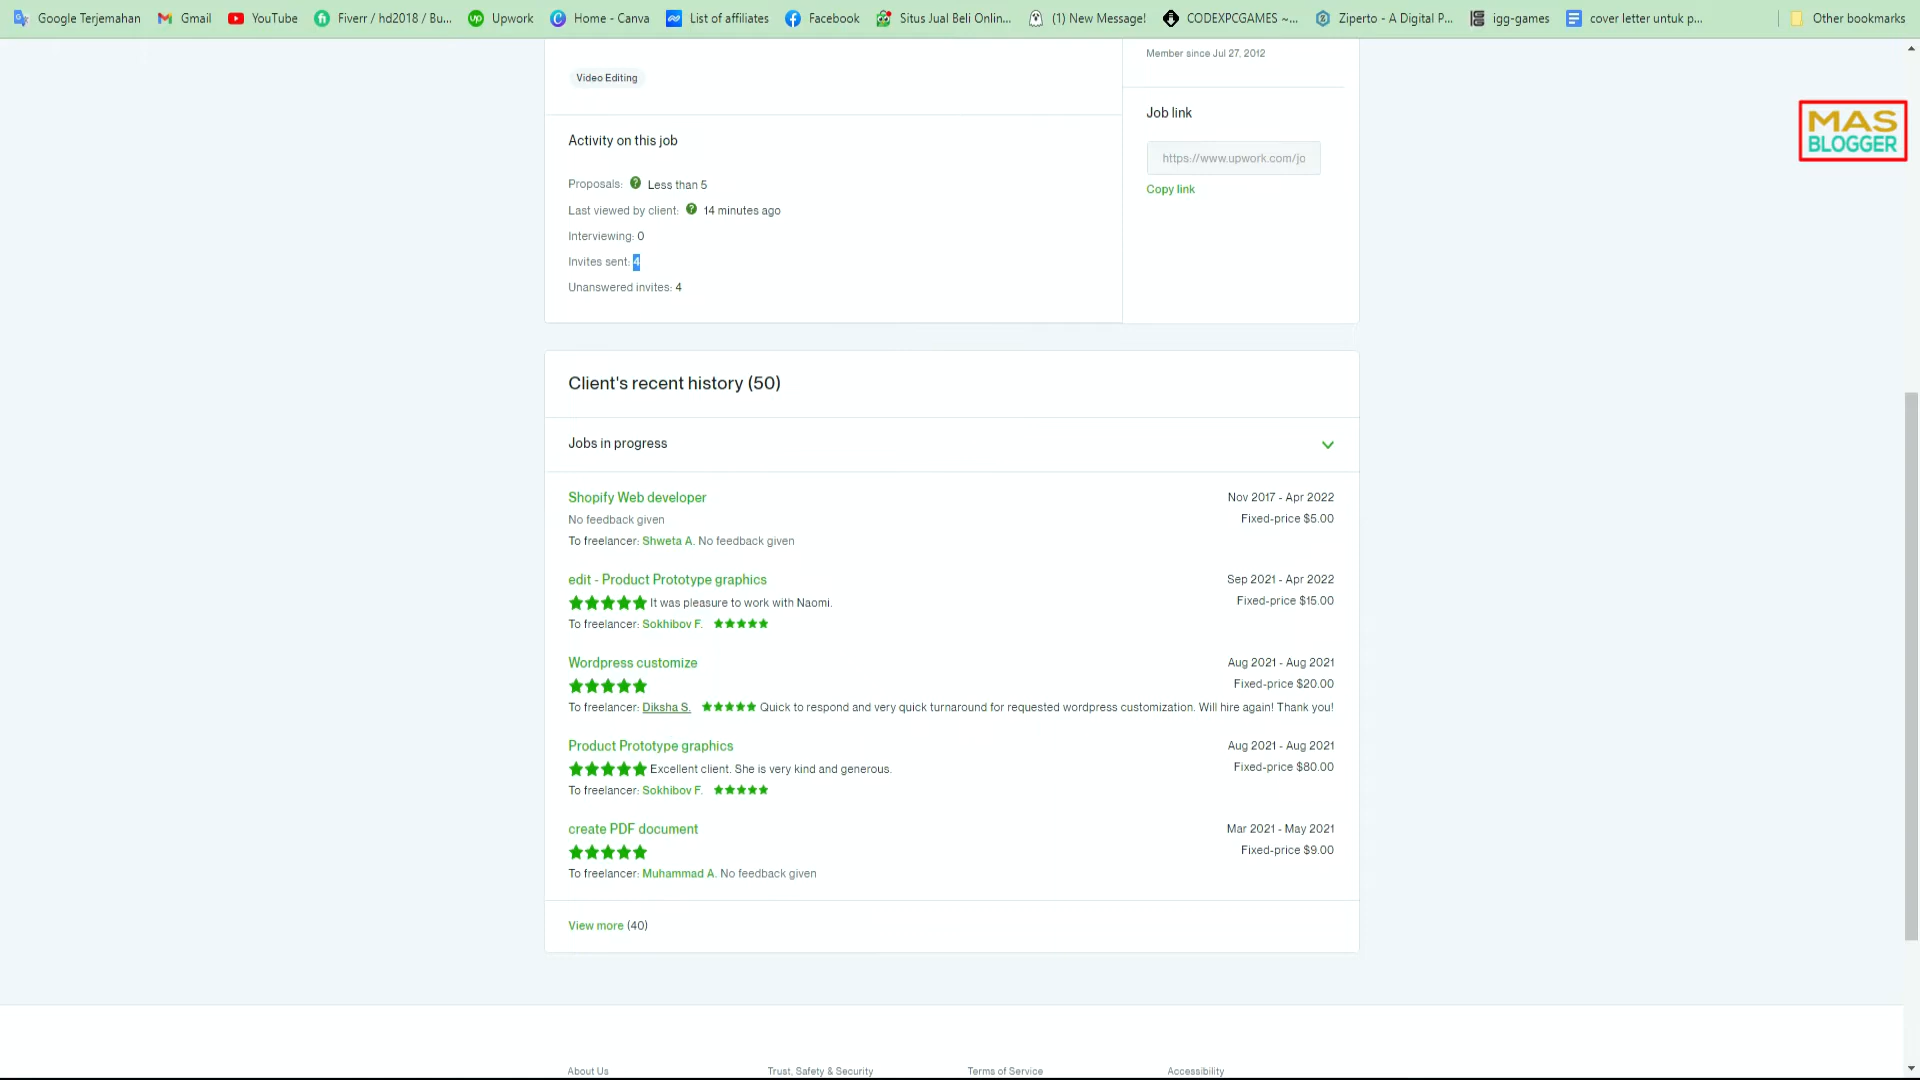 Google Terjemahan
Gmail
YouTube
Fiverr / hd2018 / Bu...
Upwork
Home - Canva
List of affiliates
Facebook
Situs Jual Beli Onlin...
(1) New Message!
CODEXPCGAMES ~...
Ziperto - A Digital P...
igg-games
cover letter untuk p...
Other bookmarks
Member since Jul 27, 2012
Video Editing
Job link
https://www.upwork.com/jo
Copy link
MAS
BLOGGER
Activity on this job
Proposals: Less than 5
Last viewed by client: 14 minutes ago
Interviewing: 0
Invites sent: 4
Unanswered invites: 4
Client's recent history (50)
Jobs in progress
Shopify Web developer
Nov 2017 - Apr 2022
No feedback given
Fixed-price $5.00
To freelancer: Shweta A. No feedback given
edit - Product Prototype graphics
Sep 2021 - Apr 2022
It was pleasure to work with Naomi.
Fixed-price $15.00
To freelancer: Sokhibov F.
Wordpress customize
Aug 2021 - Aug 2021
Fixed-price $20.00
To freelancer: Diksha S. Quick to respond and very quick turnaround for requested wordpress customization. Will hire again! Thank you!
Product Prototype graphics
Aug 2021 - Aug 2021
Excellent client. She is very kind and generous.
Fixed-price $80.00
To freelancer: Sokhibov F.
create PDF document
Mar 2021 - May 2021
Fixed-price $9.00
To freelancer: Muhammad A. No feedback given
View more (40)
About Us
Trust, Safety & Security
Terms of Service
Accessibility